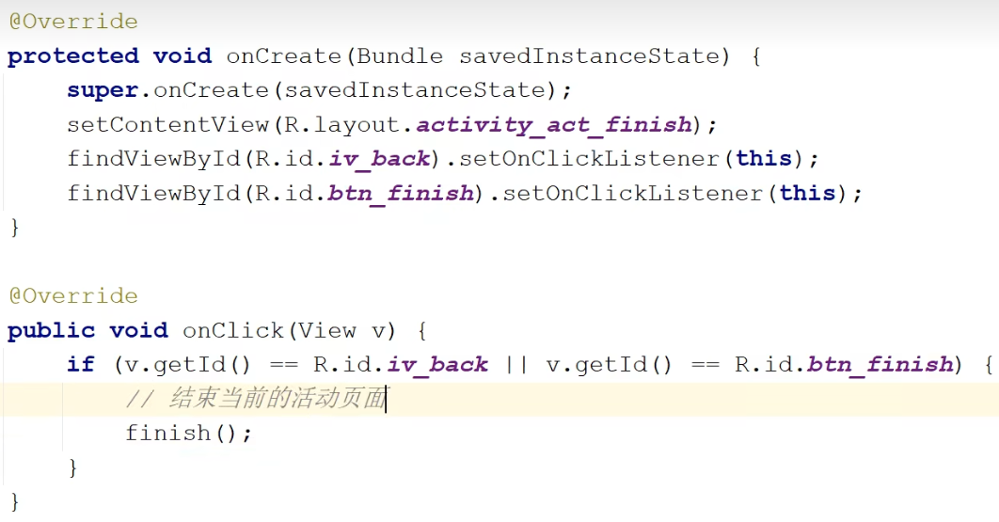 @Override
protected void onCreate(Bundle savedInstanceState) {
    super.onCreate(savedInstanceState);
    setContentView(R.layout.activity_act_finish);
    findViewById(R.id.iv_back).setOnClickListener(this);
    findViewById(R.id.btn_finish).setOnClickListener(this);
}

@Override
public void onClick(View v) {
    if (v.getId() == R.id.iv_back || v.getId() == R.id.btn_finish) {
        // 结束当前的活动页面
        finish();
    }
}